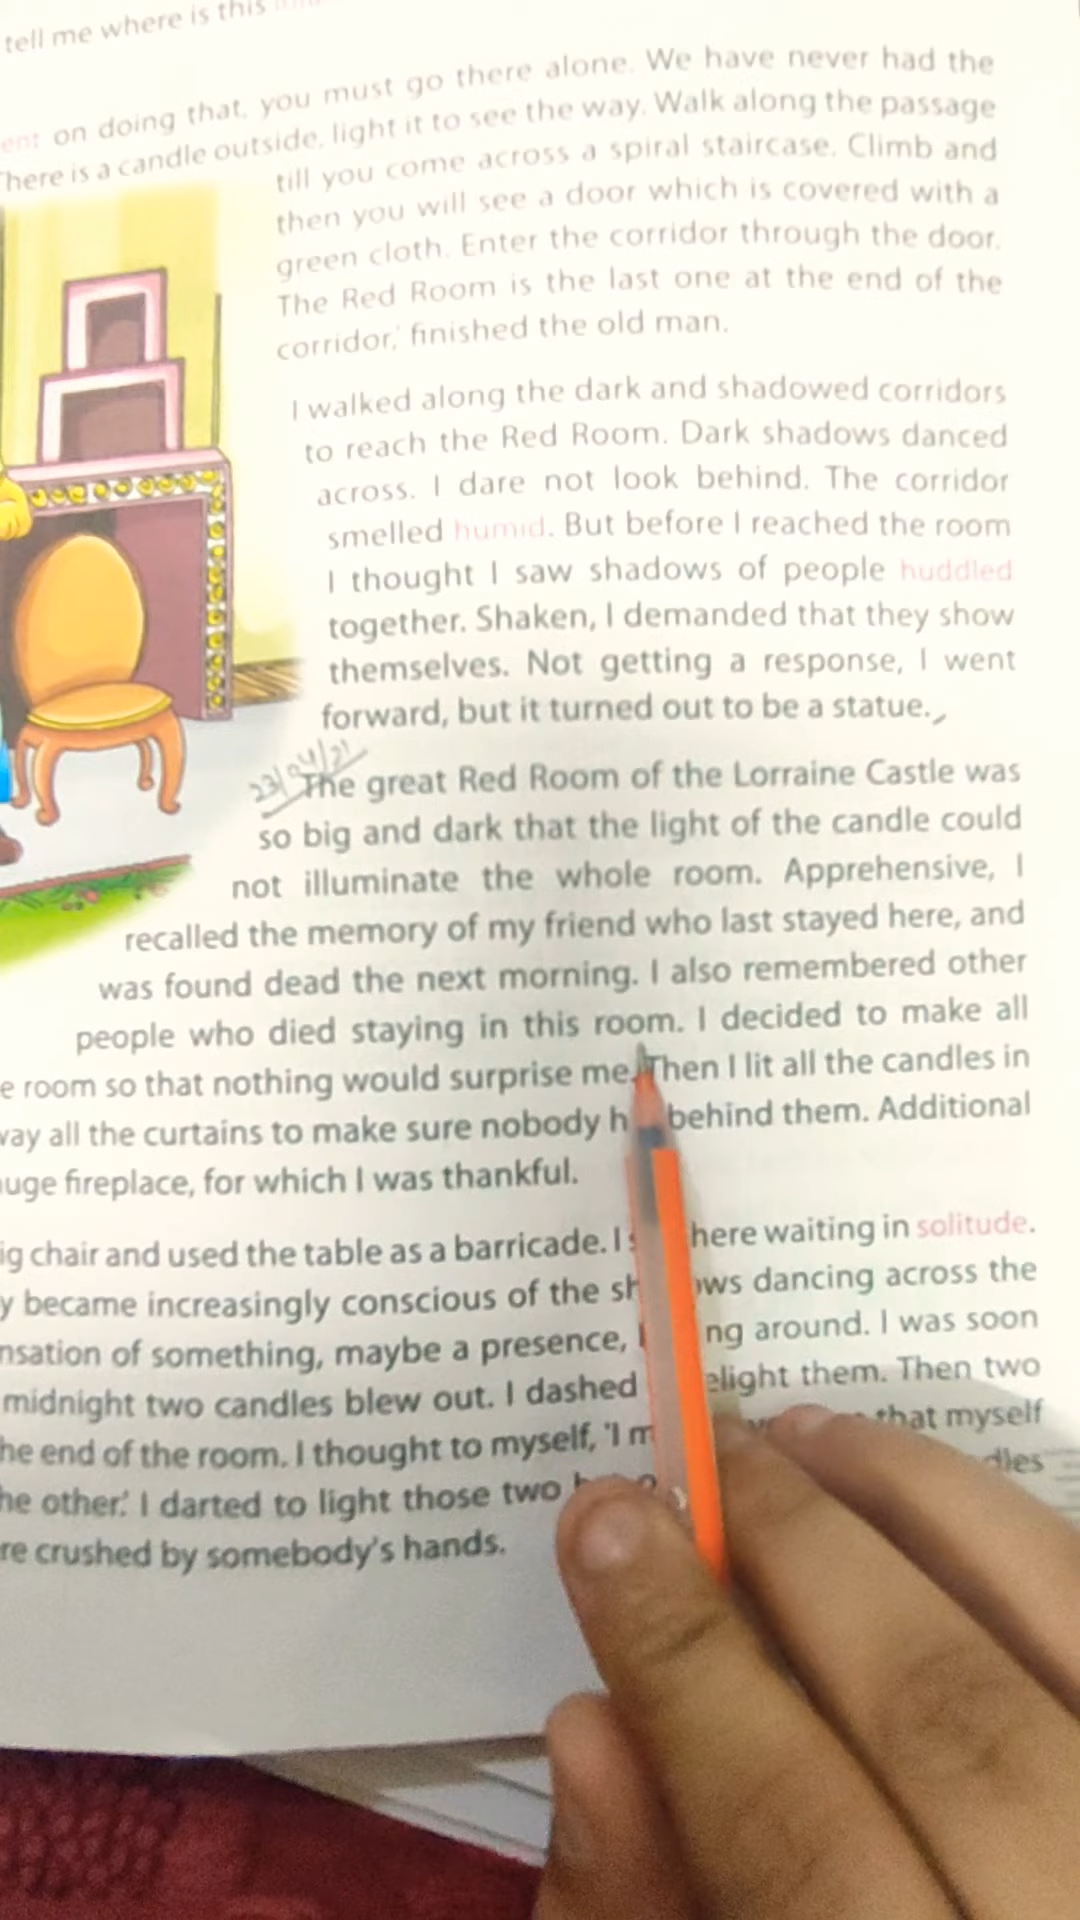 tell me where is this
on doing that, you must go there alone. We have never had the
here is a candle outside, light it to see the way. Walk along the passage
till you come across a spiral staircase. Climb and
then you will see a door which is covered with a
green cloth. Enter the corridor through the door.
The Red Room is the last one at the end of the
corridor,' finished the old man.
I walked along the dark and shadowed corridors
to reach the Red Room. Dark shadows danced
across. I dare not look behind. The corridor
smelled humid. But before I reached the room
I thought I saw shadows of people huddled
together. Shaken, I demanded that they show
themselves. Not getting a response, I went
forward, but it turned out to be a statue.
23/04/21
The great Red Room of the Lorraine Castle was
so big and dark that the light of the candle could
not illuminate the whole room. Apprehensive, I
recalled the memory of my friend who last stayed here, and
was found dead the next morning. I also remembered other
people who died staying in this room. I decided to make all
e room so that nothing would surprise me. Then I lit all the candles in
way all the curtains to make sure nobody h behind them. Additional
uge fireplace, for which I was thankful.
ig chair and used the table as a barricade. I s here waiting in solitude.
y became increasingly conscious of the sh ows dancing across the
nsation of something, maybe a presence, ng around. I was soon
midnight two candles blew out. I dashed elight them. Then two
he end of the room. I thought to myself, 'I m that myself
he other.' I darted to light those two dles
re crushed by somebody's hands.